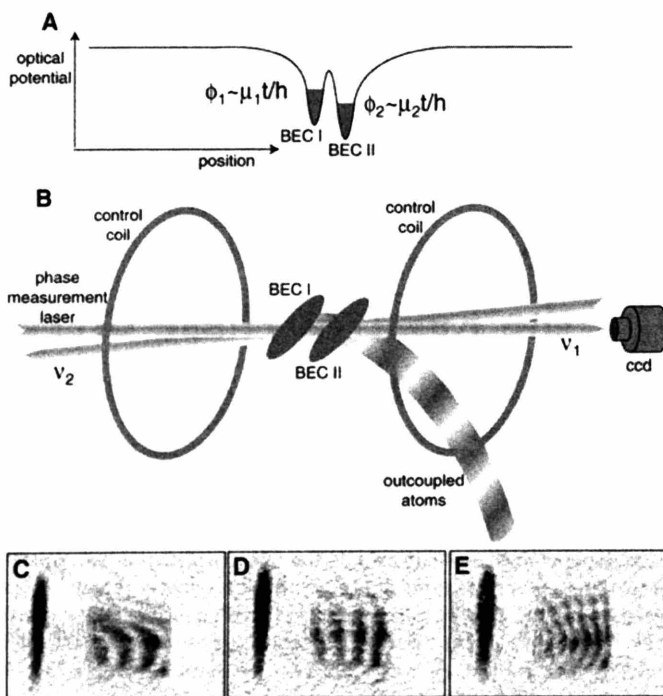 A
optical
potential
ϕ₁~μ₁t/h
ϕ₂~μ₂t/h
BEC I
BEC II
position
B
control
coil
control
coil
phase
measurement
laser
BEC I
BEC II
ν₂
ν₁
ccd
outcoupled
atoms
C
D
E